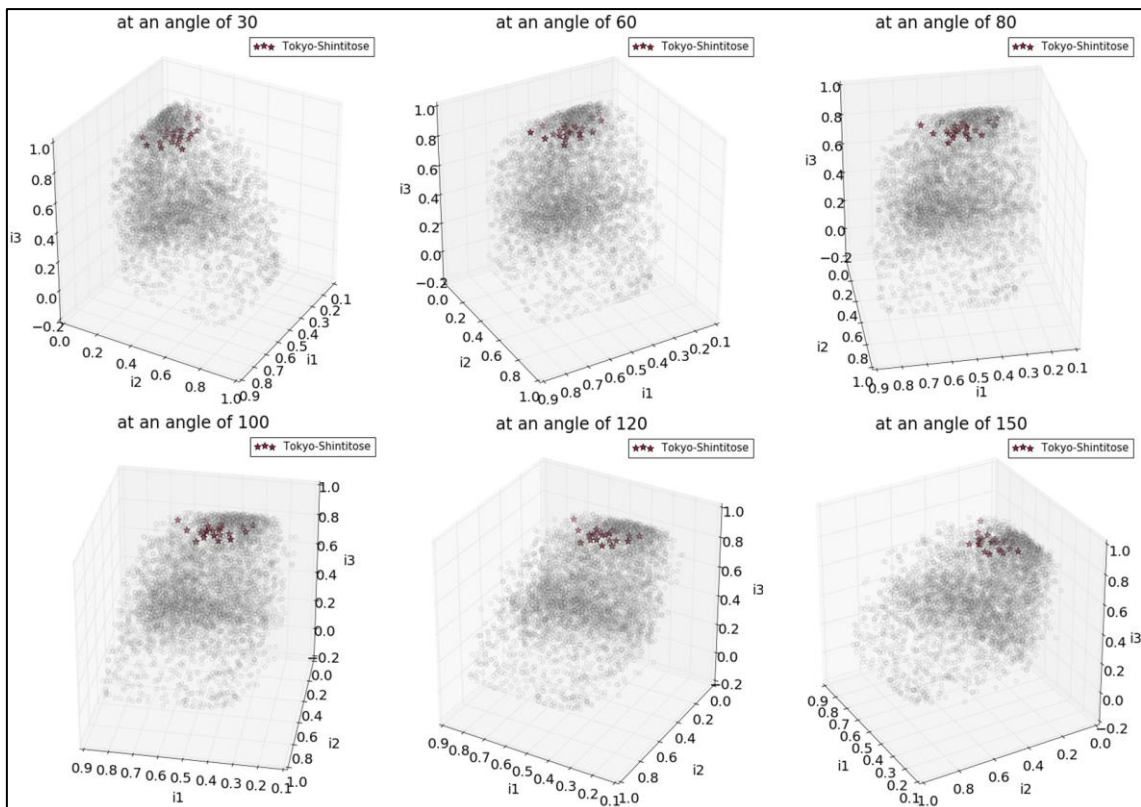 at an angle of 30
Tokyo-Shintitose
1.0
0.8
0.6
0.4
0.2
0.0
−0.2
i3
0.0 0.2 0.4 0.6 0.8 1.0
i2
0.9 0.8 0.7 0.6 0.5 0.4 0.3 0.2 0.1
i1
at an angle of 60
Tokyo-Shintitose
1.0
0.8
0.6
0.4
0.2
0.0
−0.2
i3
0.0 0.2 0.4 0.6 0.8 1.0
i2
0.9 0.8 0.7 0.6 0.5 0.4 0.3 0.2 0.1
i1
at an angle of 80
Tokyo-Shintitose
1.0
0.8
0.6
0.4
0.2
0.0
−0.2
i3
0.0 0.2 0.4 0.6 0.8 1.0
i2
0.9 0.8 0.7 0.6 0.5 0.4 0.3 0.2 0.1
i1
at an angle of 100
Tokyo-Shintitose
1.0
0.8
0.6
0.4
0.2
0.0
−0.2
i3
0.0 0.2 0.4 0.6 0.8 1.0
i2
0.9 0.8 0.7 0.6 0.5 0.4 0.3 0.2 0.1
i1
at an angle of 120
Tokyo-Shintitose
1.0
0.8
0.6
0.4
0.2
0.0
−0.2
i3
0.0 0.2 0.4 0.6 0.8 1.0
i2
0.9 0.8 0.7 0.6 0.5 0.4 0.3 0.2 0.1
i1
at an angle of 150
Tokyo-Shintitose
1.0
0.8
0.6
0.4
0.2
0.0
−0.2
i3
0.9 0.8 0.7 0.6 0.5 0.4 0.3 0.2 0.1
i1
1.0 0.8 0.6 0.4 0.2 0.0
i2